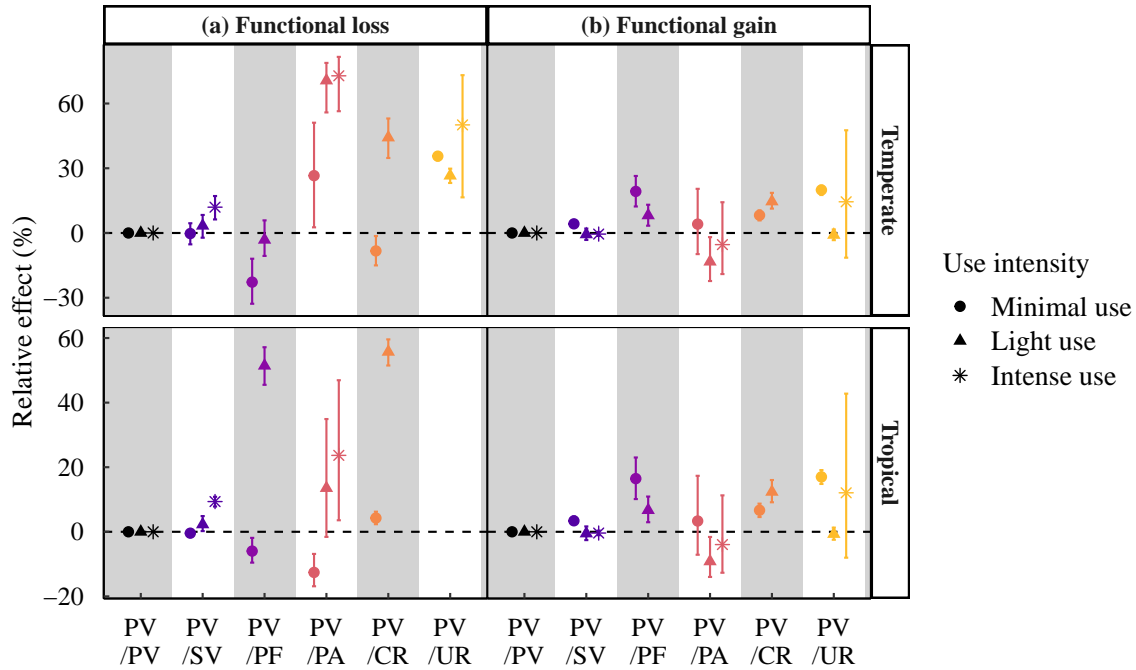 (a) Functional loss
(b) Functional gain
Relative effect (%)
60
30
0
−30
Temperate
60
40
20
0
−20
Tropical
PV /PV
PV /SV
PV /PF
PV /PA
PV /CR
PV /UR
PV /PV
PV /SV
PV /PF
PV /PA
PV /CR
PV /UR
Use intensity
Minimal use
Light use
Intense use